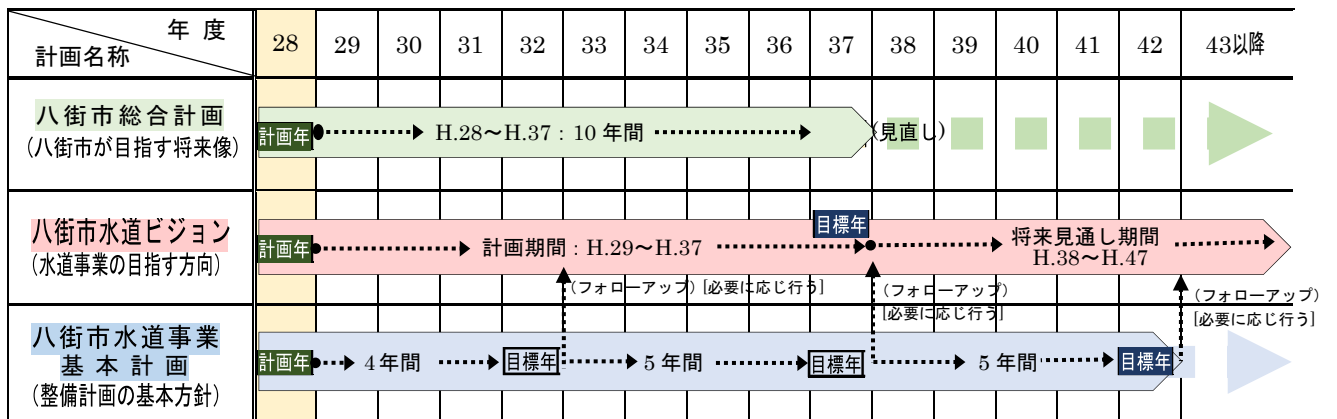 年 度
計画名称
28 29 30 31 32 33 34 35 36 37 38 39 40 41 42 43以降
八街市総合計画
(八街市が目指す将来像)
計画年
H.28～H.37：10 年間
(見直し)
八街市水道ビジョン
(水道事業の目指す方向)
計画年
計画期間：H.29～H.37
目標年
将来見通し期間
H.38～H.47
(フォローアップ) [必要に応じ行う]
(フォローアップ)
[必要に応じ行う]
(フォローアップ)
[必要に応じ行う]
八街市水道事業
基 本 計 画
(整備計画の基本方針)
計画年
4 年間
目標年
5 年間
目標年
5 年間
目標年